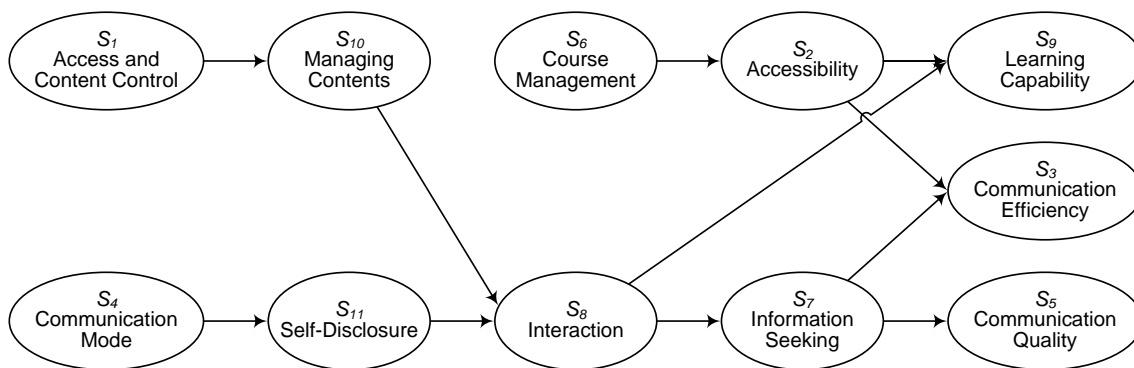 S1
Access and
Content Control
S10
Managing
Contents
S6
Course
Management
S2
Accessibility
S9
Learning
Capability
S3
Communication
Efficiency
S4
Communication
Mode
S11
Self-Disclosure
S8
Interaction
S7
Information
Seeking
S5
Communication
Quality